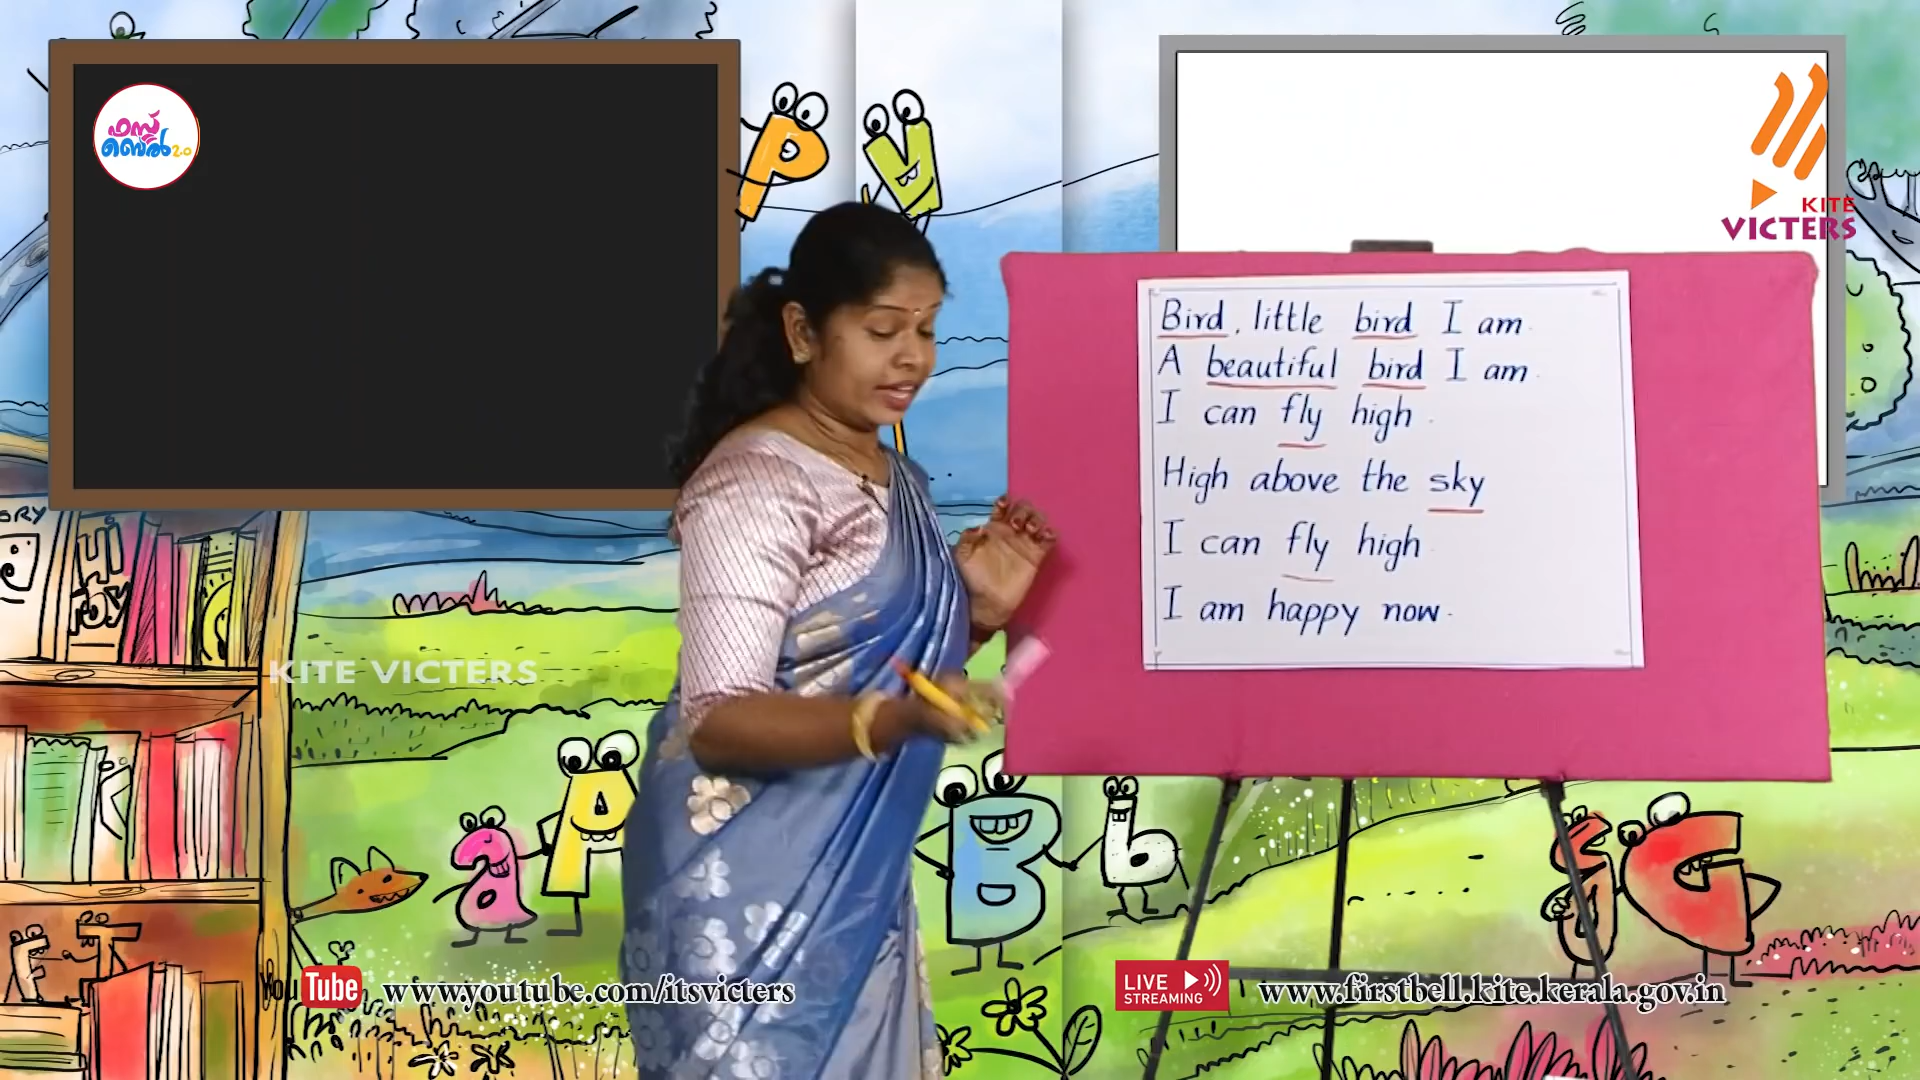 ഫസ്റ്റ്
ബെൽ 2.0
KITE
VICTERS
Bird, little bird I am.
A beautiful bird I am.
I can fly high.
High above the sky
I can fly high
I am happy now.
KITE VICTERS
You Tube www.youtube.com/itsvicters
LIVE STREAMING www.firstbell.kite.kerala.gov.in